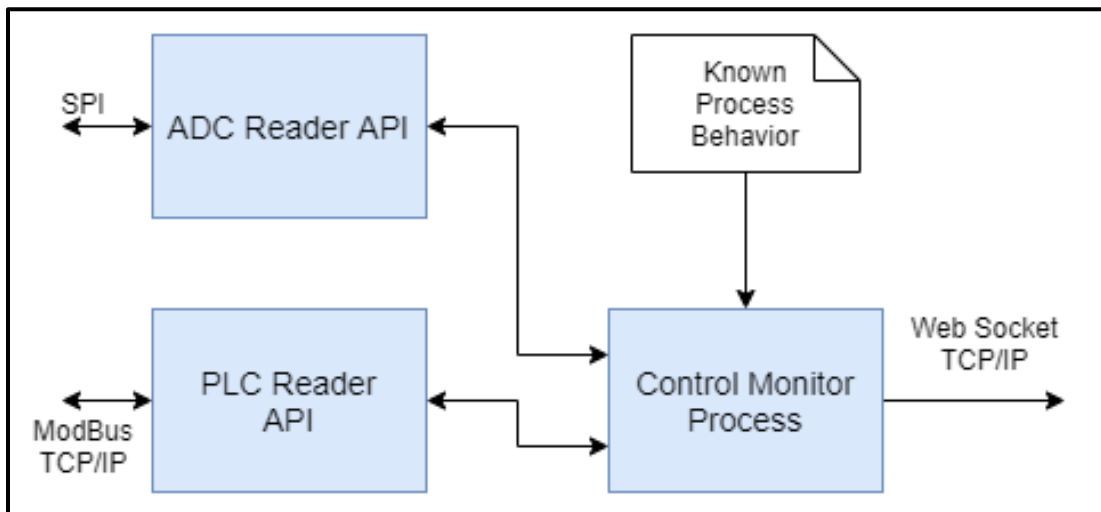 SPI
ADC Reader API
Known
Process
Behavior
PLC Reader
API
ModBus
TCP/IP
Control Monitor
Process
Web Socket
TCP/IP